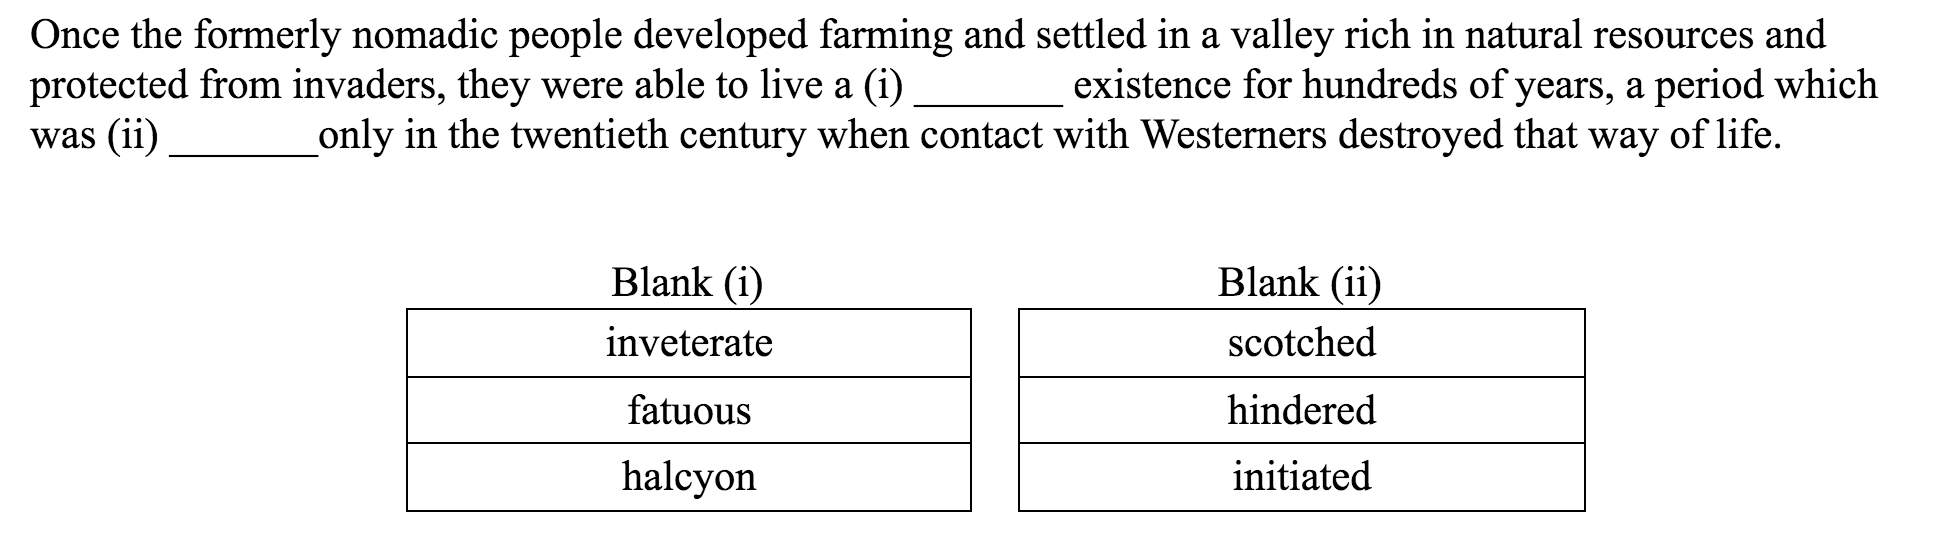 Once the formerly nomadic people developed farming and settled in a valley rich in natural resources and
protected from invaders, they were able to live a (i) _______ existence for hundreds of years, a period which
was (ii) _______only in the twentieth century when contact with Westerners destroyed that way of life.
Blank (i)
inveterate
fatuous
halcyon
Blank (ii)
scotched
hindered
initiated